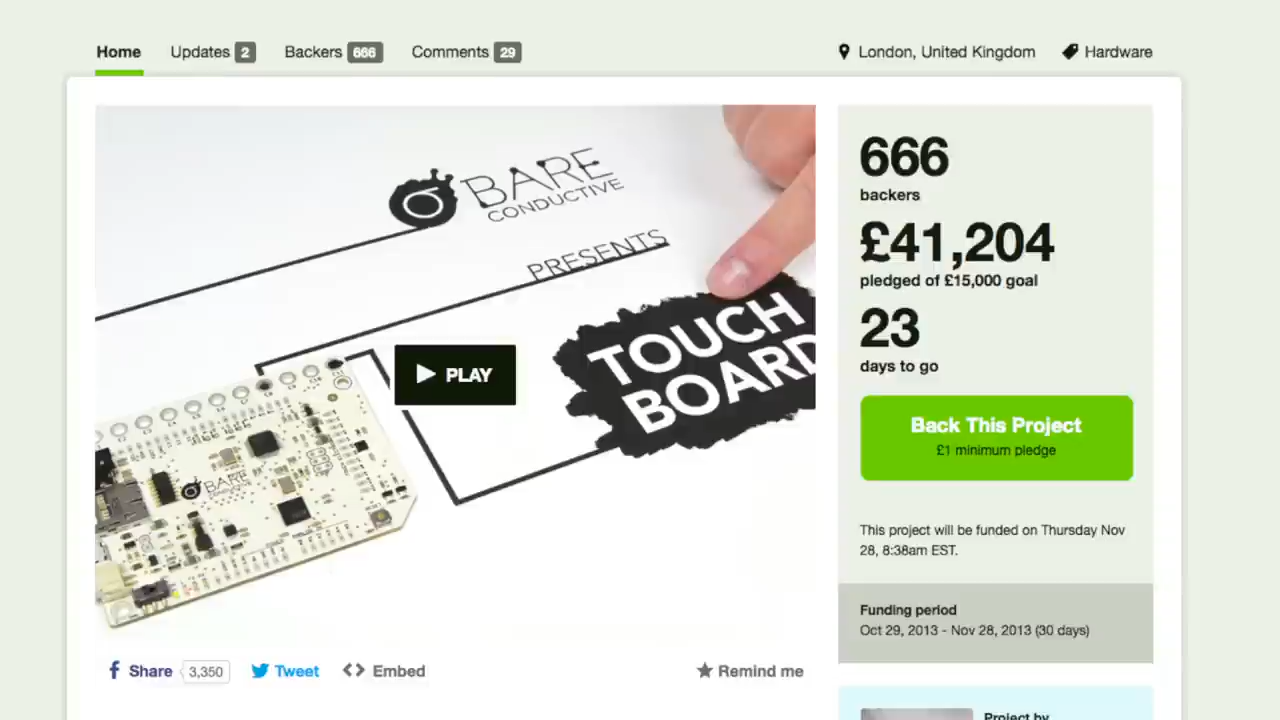 Home Updates 2 Backers 666 Comments 29
London, United Kingdom Hardware
BARE
CONDUCTIVE
PRESENTS
TOUCH
BOARD
PLAY
BARE
666
backers
£41,204
pledged of £15,000 goal
23
days to go
Back This Project
£1 minimum pledge
This project will be funded on Thursday Nov
28, 8:38am EST.
Funding period
Oct 29, 2013 - Nov 28, 2013 (30 days)
Share 3,350 Tweet Embed Remind me
Project by